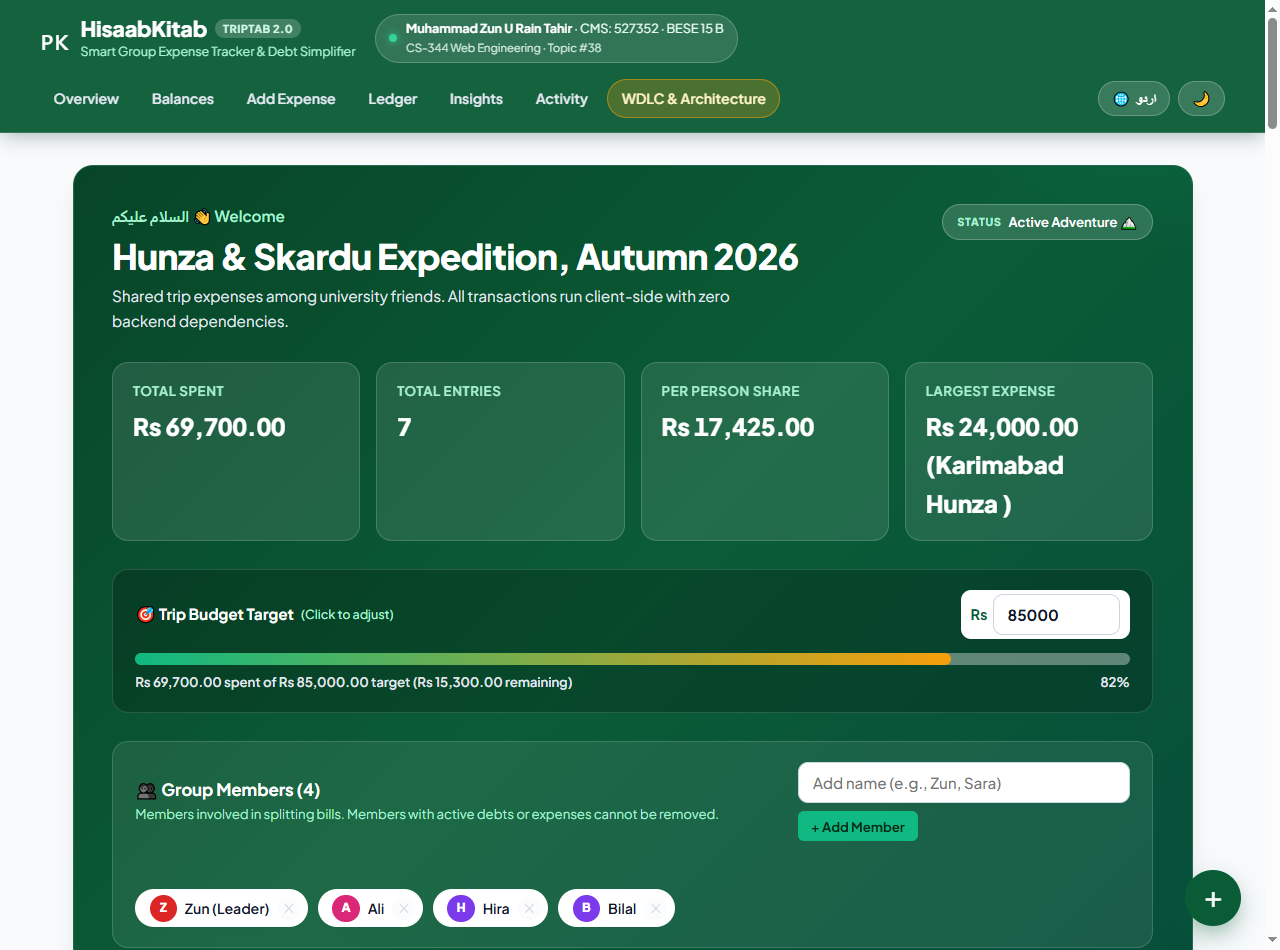 PK
HisaabKitab TRIPTAB 2.0
Smart Group Expense Tracker & Debt Simplifier
Muhammad Zun U Rain Tahir · CMS: 527352 · BESE 15 B
CS-344 Web Engineering · Topic #38
Overview Balances Add Expense Ledger Insights Activity WDLC & Architecture 🌐 اردو 🌙
السلام علیکم 👋 Welcome
STATUS Active Adventure 🏔️
Hunza & Skardu Expedition, Autumn 2026
Shared trip expenses among university friends. All transactions run client-side with zero
backend dependencies.
TOTAL SPENT
Rs 69,700.00
TOTAL ENTRIES
7
PER PERSON SHARE
Rs 17,425.00
LARGEST EXPENSE
Rs 24,000.00
(Karimabad
Hunza )
🎯 Trip Budget Target (Click to adjust)
Rs 85000
Rs 69,700.00 spent of Rs 85,000.00 target (Rs 15,300.00 remaining) 82%
👥 Group Members (4)
Members involved in splitting bills. Members with active debts or expenses cannot be removed.
Add name (e.g., Zun, Sara)
+ Add Member
Z Zun (Leader) ×
A Ali ×
H Hira ×
B Bilal ×
+